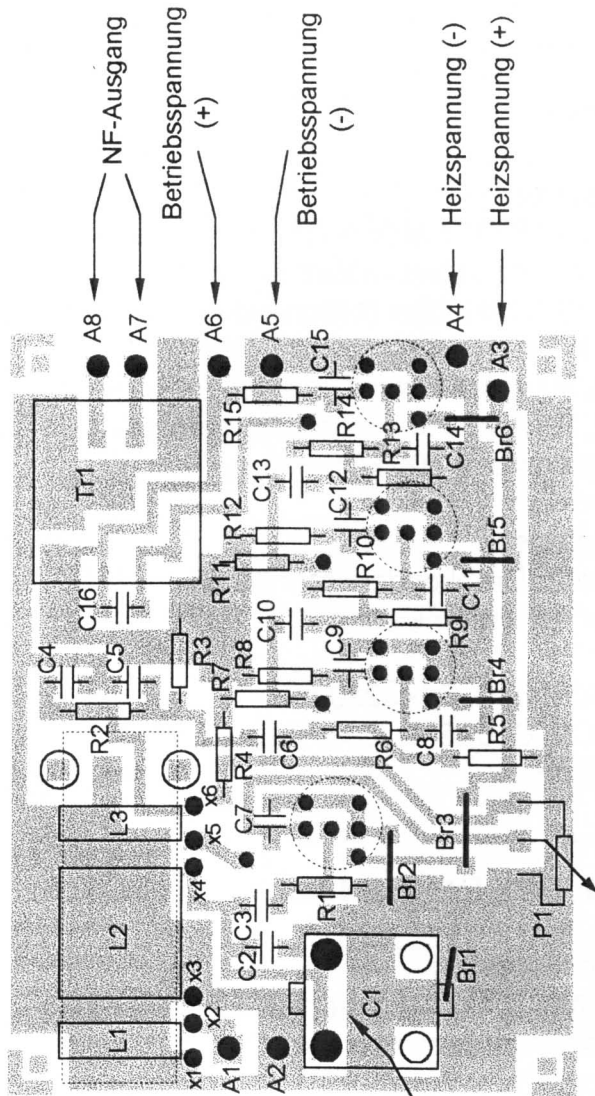 L1
L2
L3
x1
x2
x3
x4
x5
x6
A1
A2
C2
C3
C7
R1
C1
Br1
Br2
Br3
P1
R2
C4
C5
R3
R4
R7
R8
C6
R6
C8
R5
Br4
C16
Tr1
C10
C9
R9
R11
R12
R10
C11
Br5
C13
C12
R13
R15
R14
C14
Br6
C15
A8
A7
A6
A5
A4
A3
NF-Ausgang
Betriebsspannung
(+)
Betriebsspannung
(-)
Heizspannung (-)
Heizspannung (+)